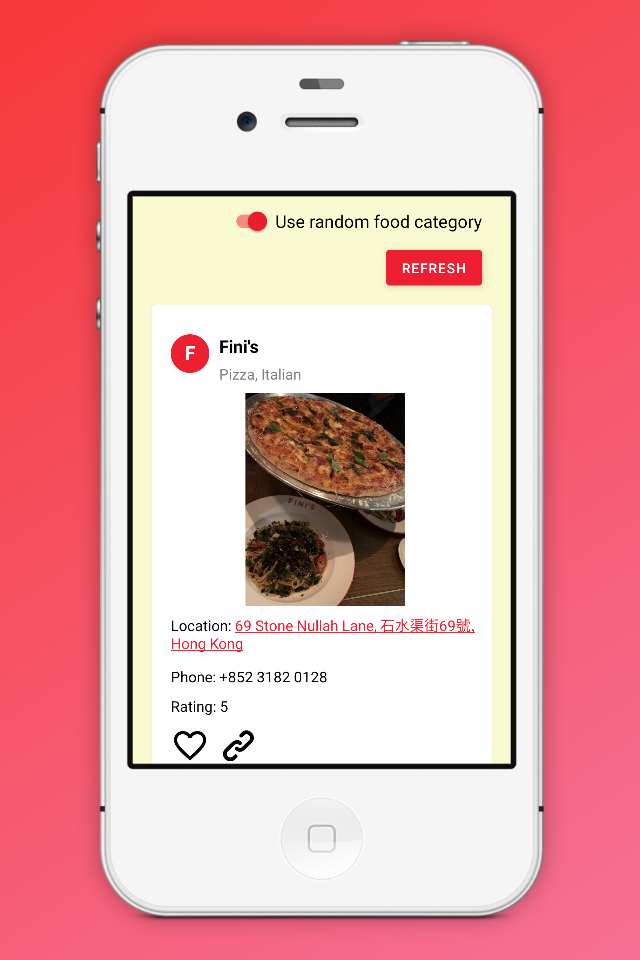 Use random food category
REFRESH
F
Fini's
Pizza, Italian
FINI'S
Location: 69 Stone Nullah Lane, 石水渠街69號,
Hong Kong
Phone: +852 3182 0128
Rating: 5